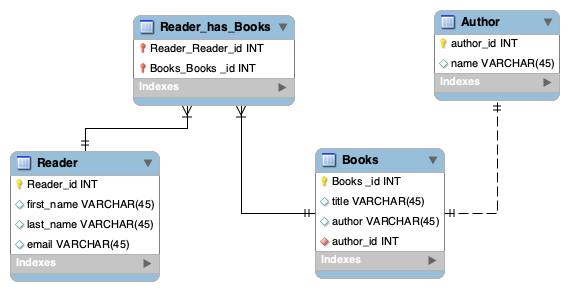 Reader_has_Books
Reader_Reader_id INT
Books_Books _id INT
Indexes
Author
author_id INT
name VARCHAR(45)
Indexes
Reader
Reader_id INT
first_name VARCHAR(45)
last_name VARCHAR(45)
email VARCHAR(45)
Indexes
Books
Books _id INT
title VARCHAR(45)
author VARCHAR(45)
author_id INT
Indexes